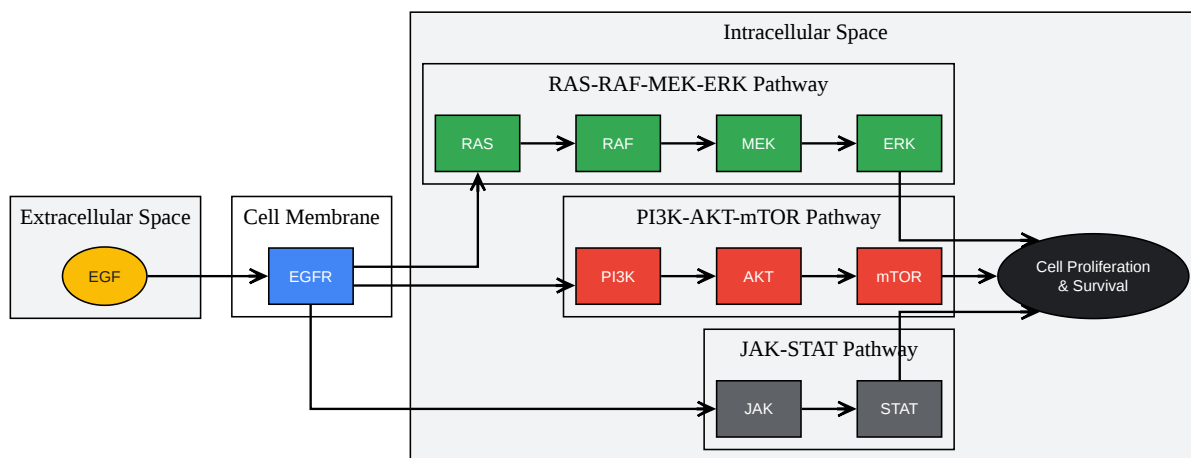 Intracellular Space
RAS-RAF-MEK-ERK Pathway
RAS
RAF
MEK
ERK
Extracellular Space
EGF
Cell Membrane
EGFR
PI3K-AKT-mTOR Pathway
PI3K
AKT
mTOR
Cell Proliferation
& Survival
JAK-STAT Pathway
JAK
STAT